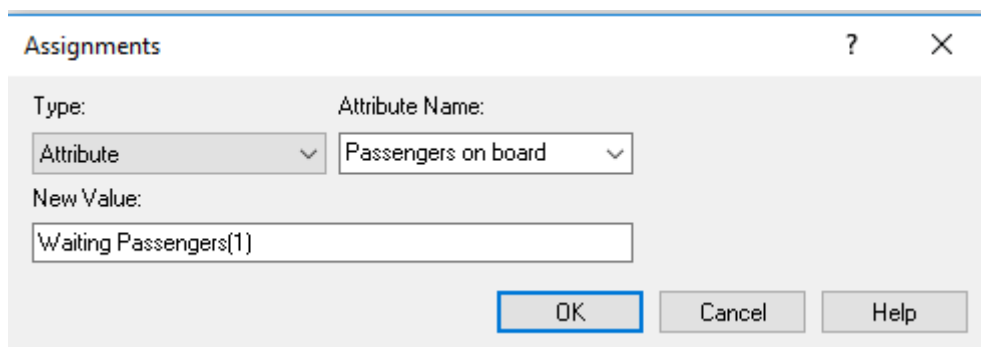 Assignments ?
Type: Attribute Name:
Attribute Passengers on board
New Value:
Waiting Passengers(1)
OK Cancel Help